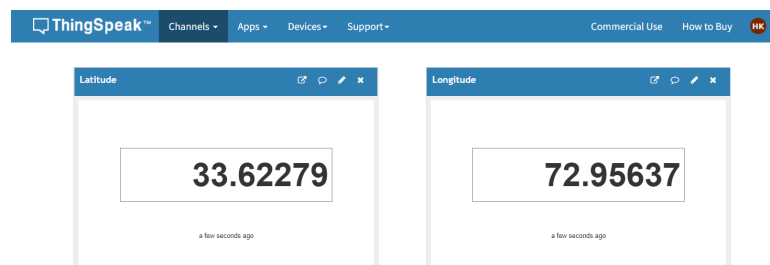 ThingSpeak™ Channels Apps Devices Support Commercial Use How to Buy HK
Latitude Longitude
33.62279 72.95637
a few seconds ago a few seconds ago